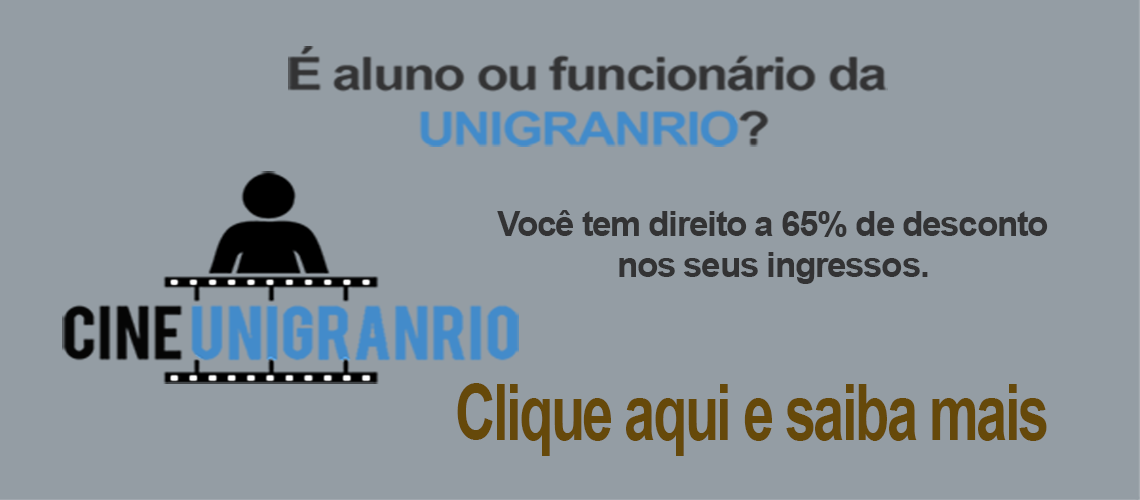 É aluno ou funcionário da
UNIGRANRIO?
Você tem direito a 65% de desconto
nos seus ingressos.
CINE UNIGRANRIO
Clique aqui e saiba mais